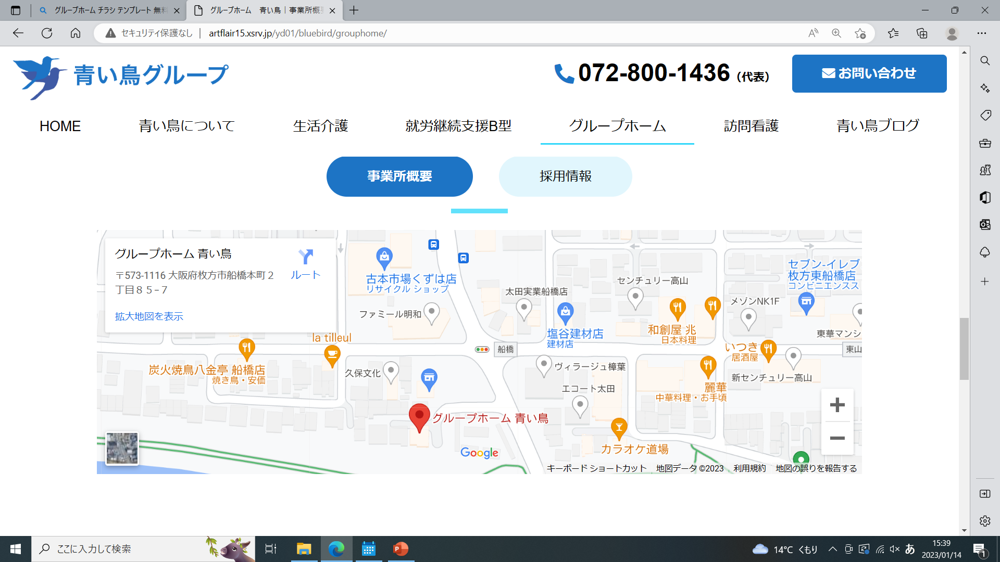 グループホーム チラシ テンプレート 無料
グループホーム　青い鳥｜事業所概要
セキュリティ保護なし
artflair15.xsrv.jp/yd01/bluebird/grouphome/
青い鳥グループ
072-800-1436（代表）
お問い合わせ
HOME
青い鳥について
生活介護
就労継続支援B型
グループホーム
訪問看護
青い鳥ブログ
事業所概要
採用情報
グループホーム 青い鳥
〒573-1116 大阪府枚方市船橋本町２
丁目８５−７
ルート
拡大地図を表示
古本市場くずは店
リサイクル ショップ
太田実業船橋店
センチュリー高山
セブン-イレブ
枚方東船橋店
コンビニエンスス
ファミール明和
塩谷建材店
建材店
和創屋 兆
日本料理
メゾンNK1F
東華マンシ
la tilleul
船橋
いつき
居酒屋
東山
炭火焼鳥八金亭 船橋店
焼き鳥・安価
久保文化
ヴィラージュ樟葉
エコート太田
麗華
中華料理・お手頃
新センチュリー高山
グループホーム 青い鳥
カラオケ道場
Google
キーボード ショートカット
地図データ ©2023
利用規約
地図の誤りを報告する
ここに入力して検索
14°C くもり
あ
15:39
2023/01/14
1